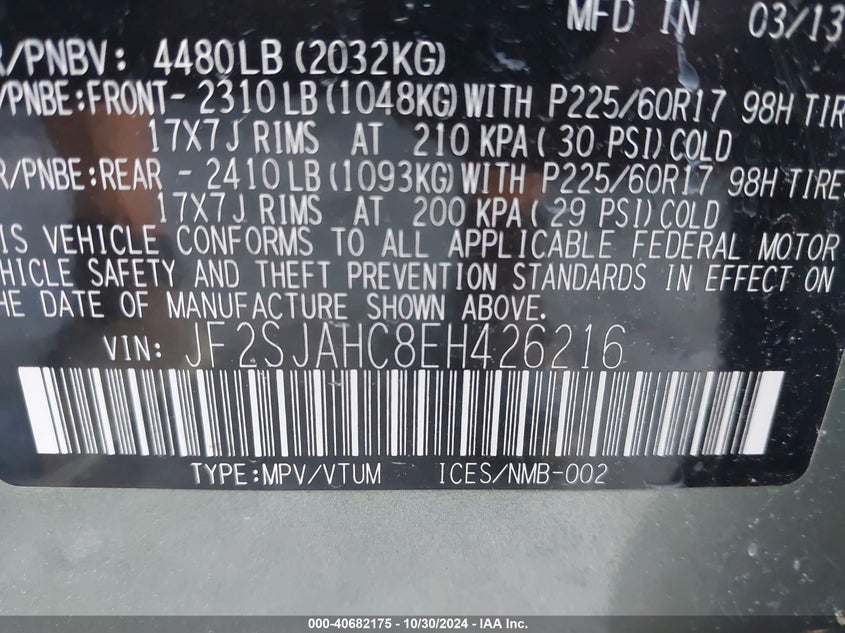 MFD IN 03/13
R/PNBV: 4480LB (2032KG)
/PNBE:FRONT- 2310 LB (1048KG) WITH P225/60R17 98H TIRE
17X7J RIMS AT 210 KPA ( 30 PSI) COLD
R/PNBE:REAR - 2410 LB (1093KG) WITH P225/60R17 98H TIRES
17X7J RIMS AT 200 KPA ( 29 PSI) COLD
IS VEHICLE CONFORMS TO ALL APPLICABLE FEDERAL MOTOR
HICLE SAFETY AND THEFT PREVENTION STANDARDS IN EFFECT ON
HE DATE OF MANUFACTURE SHOWN ABOVE.
VIN: JF2SJAHC8EH426216
TYPE:MPV/VTUM ICES/NMB-002
000-40682175 - 10/30/2024 - IAA Inc.